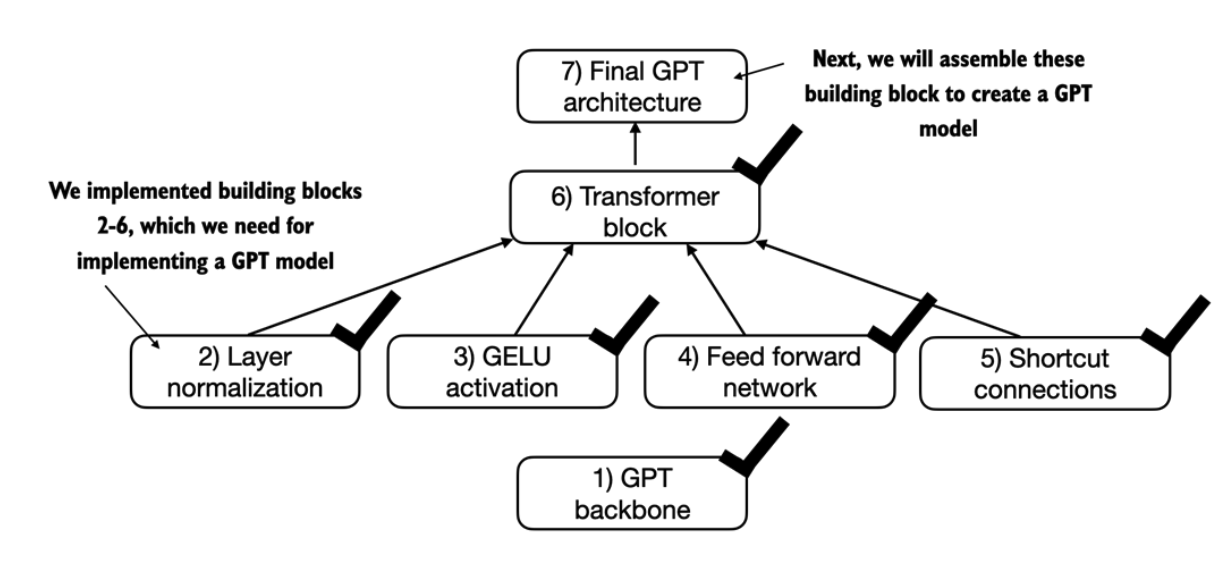 7) Final GPT
architecture
Next, we will assemble these
building block to create a GPT
model
We implemented building blocks
2-6, which we need for
implementing a GPT model
6) Transformer
block
2) Layer
normalization
3) GELU
activation
4) Feed forward
network
5) Shortcut
connections
1) GPT
backbone